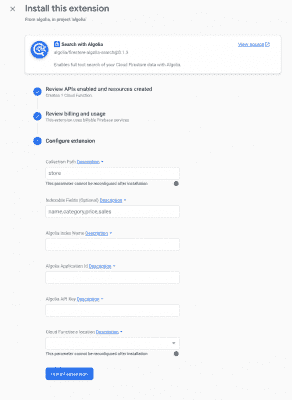 Install this extension
From algolia, in project 'Algolia'
Search with Algolia
View source
algolia/firestore-algolia-search@0.1.3
Enables full text search of your Cloud Firestore data with Algolia
Review APIs enabled and resources created
Creates 1 Cloud Function
Review billing and usage
This extension uses billable Firebase services
Configure extension
Collection Path Description
store
This parameter cannot be reconfigured after installation
Indexable Fields (Optional) Description
name,category,price,sales
Algolia Index Name Description
Algolia Application Id Description
Algolia API Key Description
Cloud Functions location Description
This parameter cannot be reconfigured after installation
Install extension